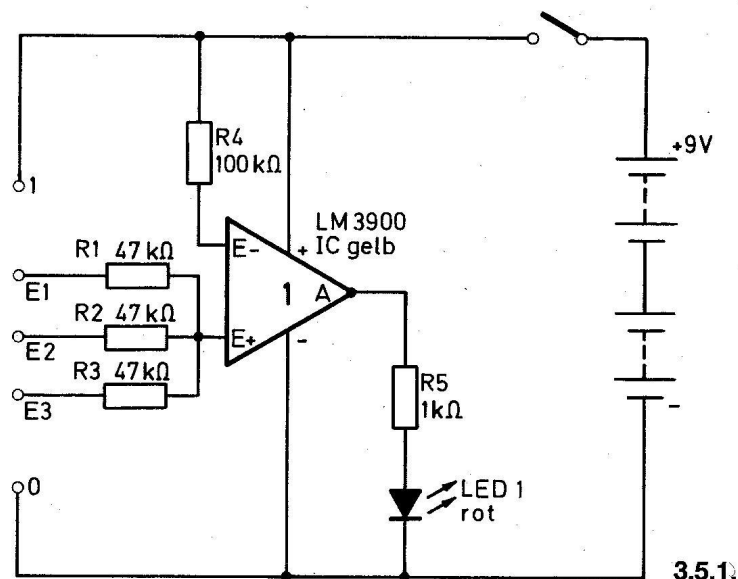 R4
100kΩ
+9V
1
LM3900
IC gelb
E-
+
R1 47kΩ
E1
1 A
R2 47kΩ
E2
E+
-
R3 47kΩ
E3
R5
1kΩ
-
0
LED 1
rot
3.5.1